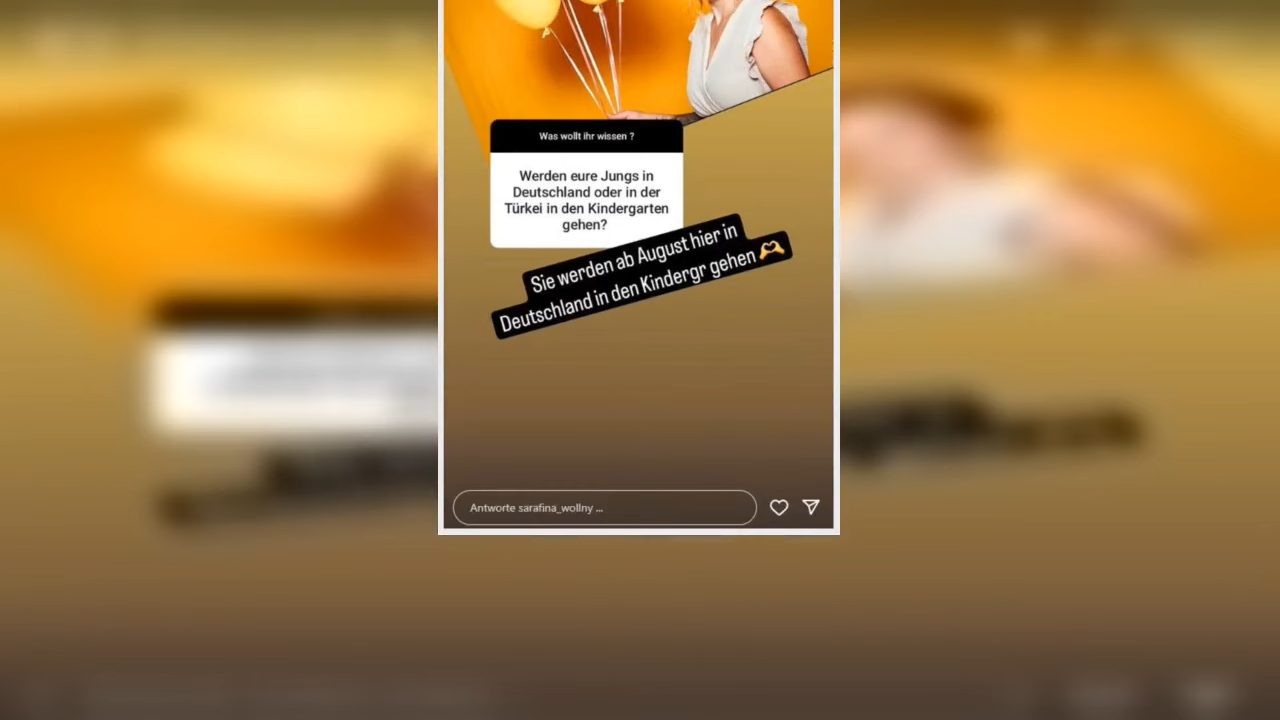 Was wollt ihr wissen ?
Werden eure Jungs in
Deutschland oder in der
Türkei in den Kindergarten
gehen?
Sie werden ab August hier in
Deutschland in den Kindergr gehen 🫶
Antworte sarafina_wollny ...